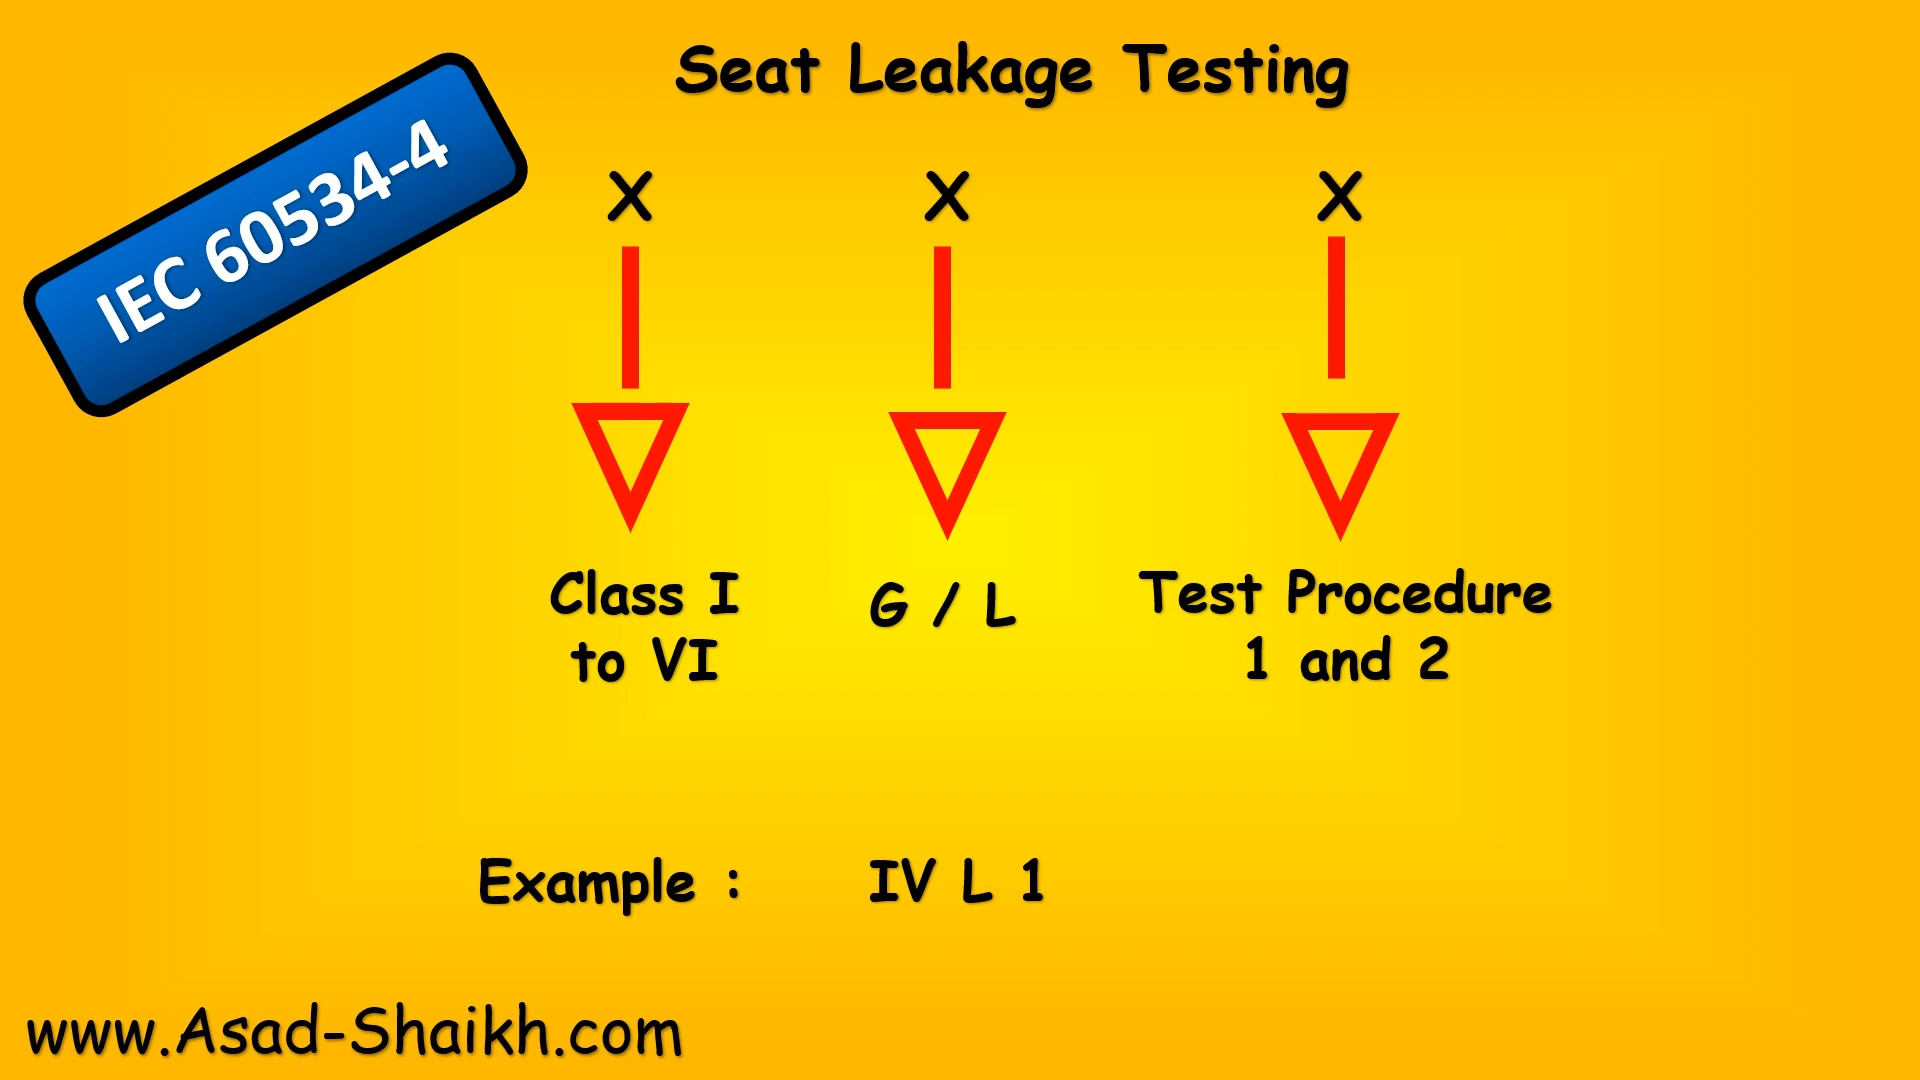 Seat Leakage Testing
IEC 60534-4
X X X
Class I
to VI
G / L
Test Procedure
1 and 2
Example : IV L 1
www.Asad-Shaikh.com